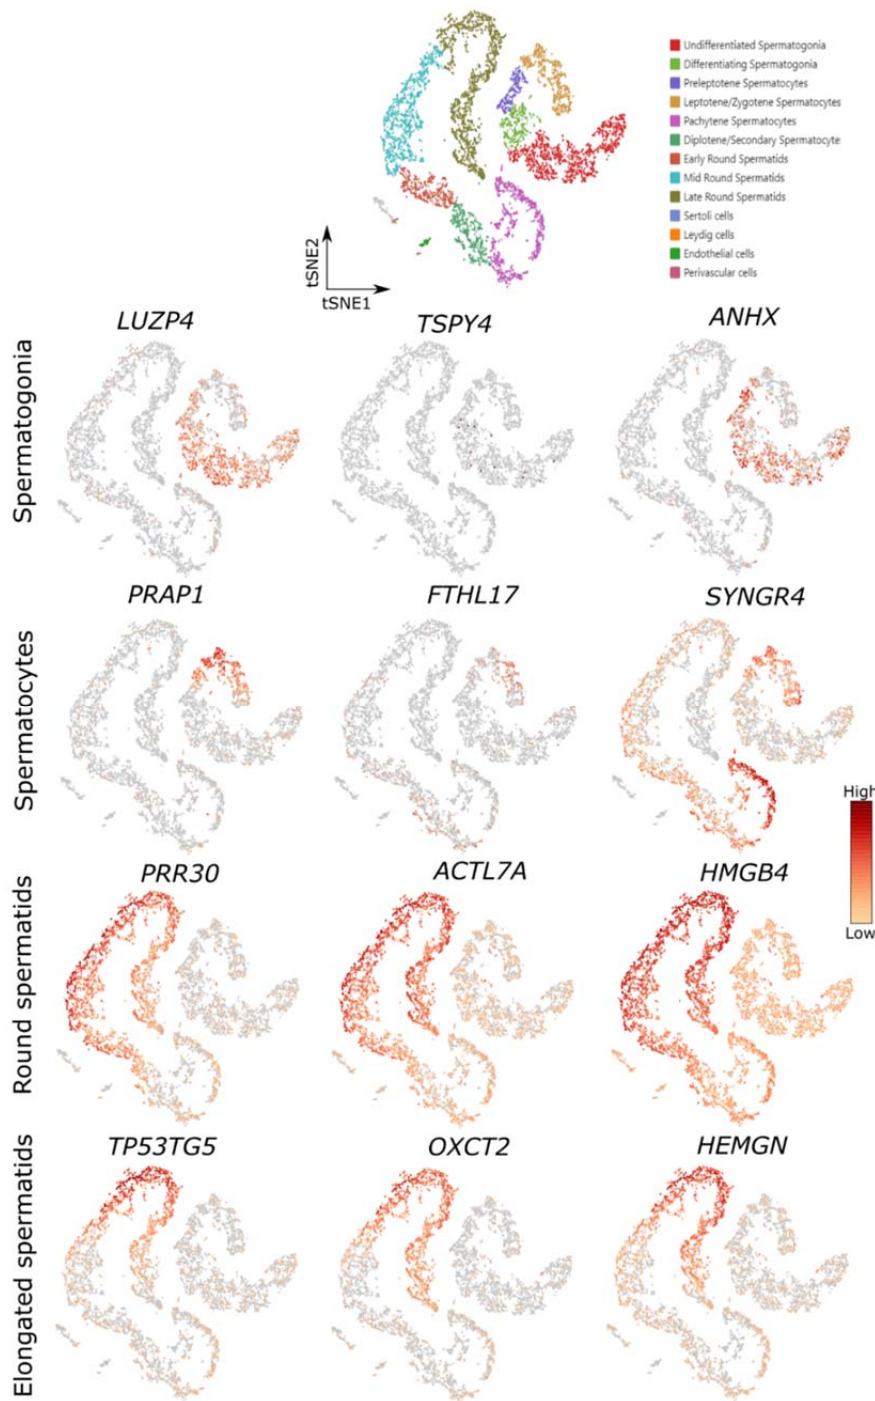 Undifferentiated Spermatogonia
Differentiating Spermatogonia
Preleptotene Spermatocytes
Leptotene/Zygotene Spermatocytes
Pachytene Spermatocytes
Diplotene/Secondary Spermatocyte
Early Round Spermatids
Mid Round Spermatids
Late Round Spermatids
Sertoli cells
Leydig cells
Endothelial cells
Perivascular cells
tSNE2
tSNE1
Spermatogonia
LUZP4
TSPY4
ANHX
Spermatocytes
PRAP1
FTHL17
SYNGR4
High
Low
Round spermatids
PRR30
ACTL7A
HMGB4
Elongated spermatids
TP53TG5
OXCT2
HEMGN